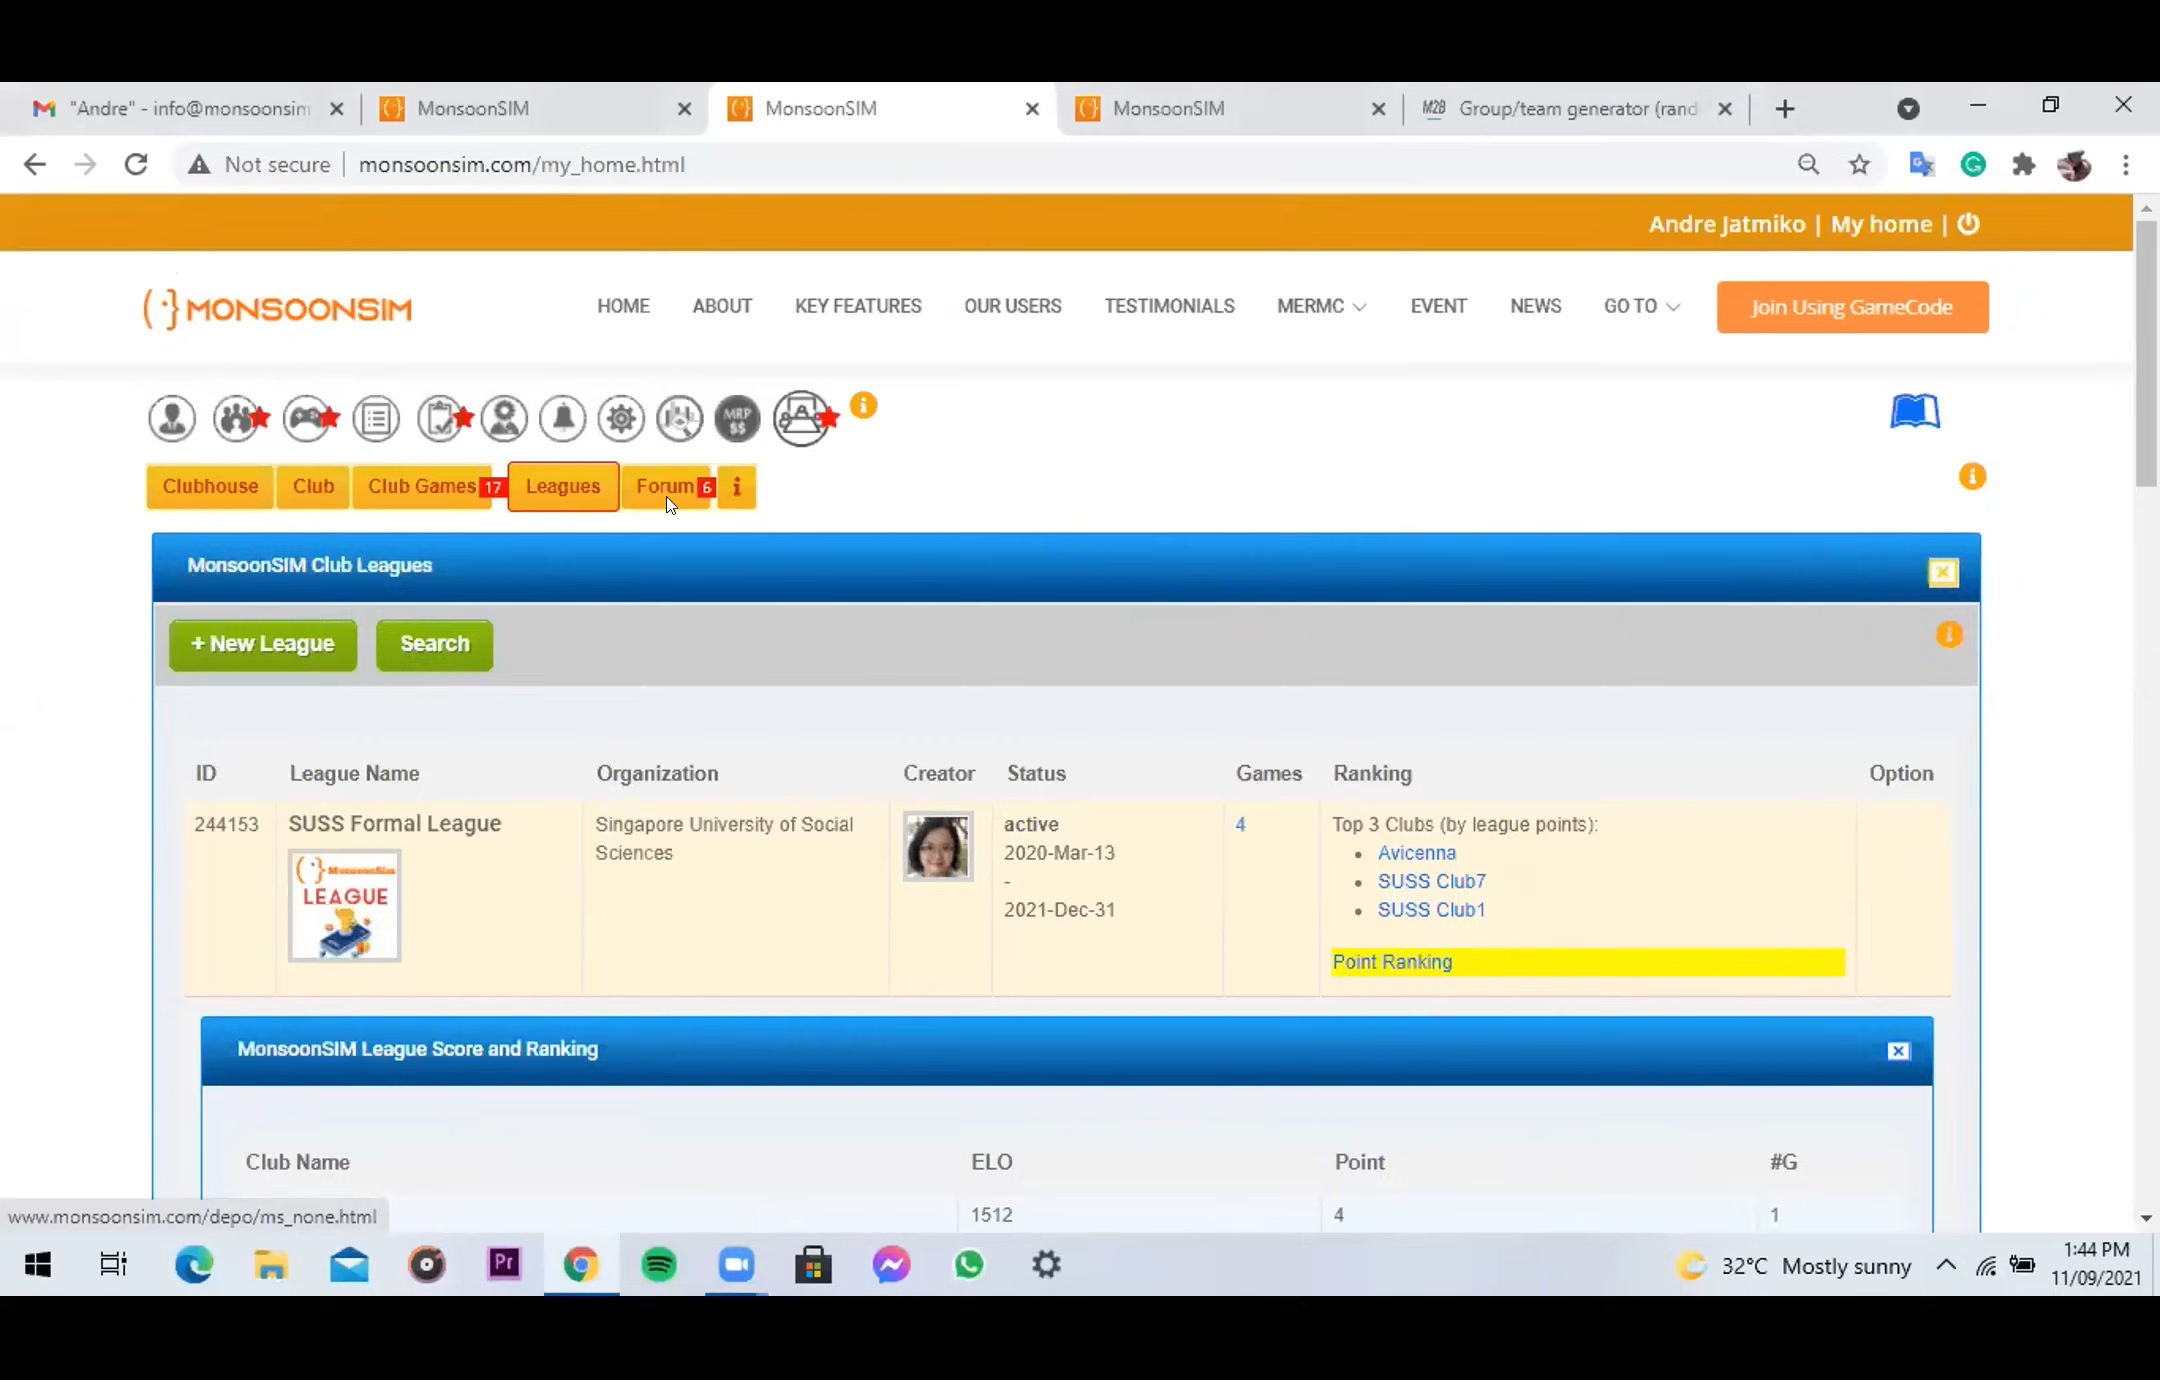 "Andre" - info@monsoonsim
MonsoonSIM
MonsoonSIM
MonsoonSIM
M2B Group/team generator (rand
Not secure monsoonsim.com/my_home.html
Andre Jatmiko | My home |
MONSOONSIM
HOME ABOUT KEY FEATURES OUR USERS TESTIMONIALS MERMC EVENT NEWS GO TO Join Using GameCode
MRP
$$
Clubhouse Club Club Games 17 Leagues Forum 6 i
MonsoonSIM Club Leagues
+ New League Search
ID League Name Organization Creator Status Games Ranking Option
244153 SUSS Formal League Singapore University of Social Sciences active 4 Top 3 Clubs (by league points):
2020-Mar-13
-
2021-Dec-31
Avicenna
SUSS Club7
SUSS Club1
MonsoonSim
LEAGUE
Point Ranking
MonsoonSIM League Score and Ranking
Club Name ELO Point #G
1512 4 1
www.monsoonsim.com/depo/ms_none.html
Pr
32°C Mostly sunny
1:44 PM
11/09/2021